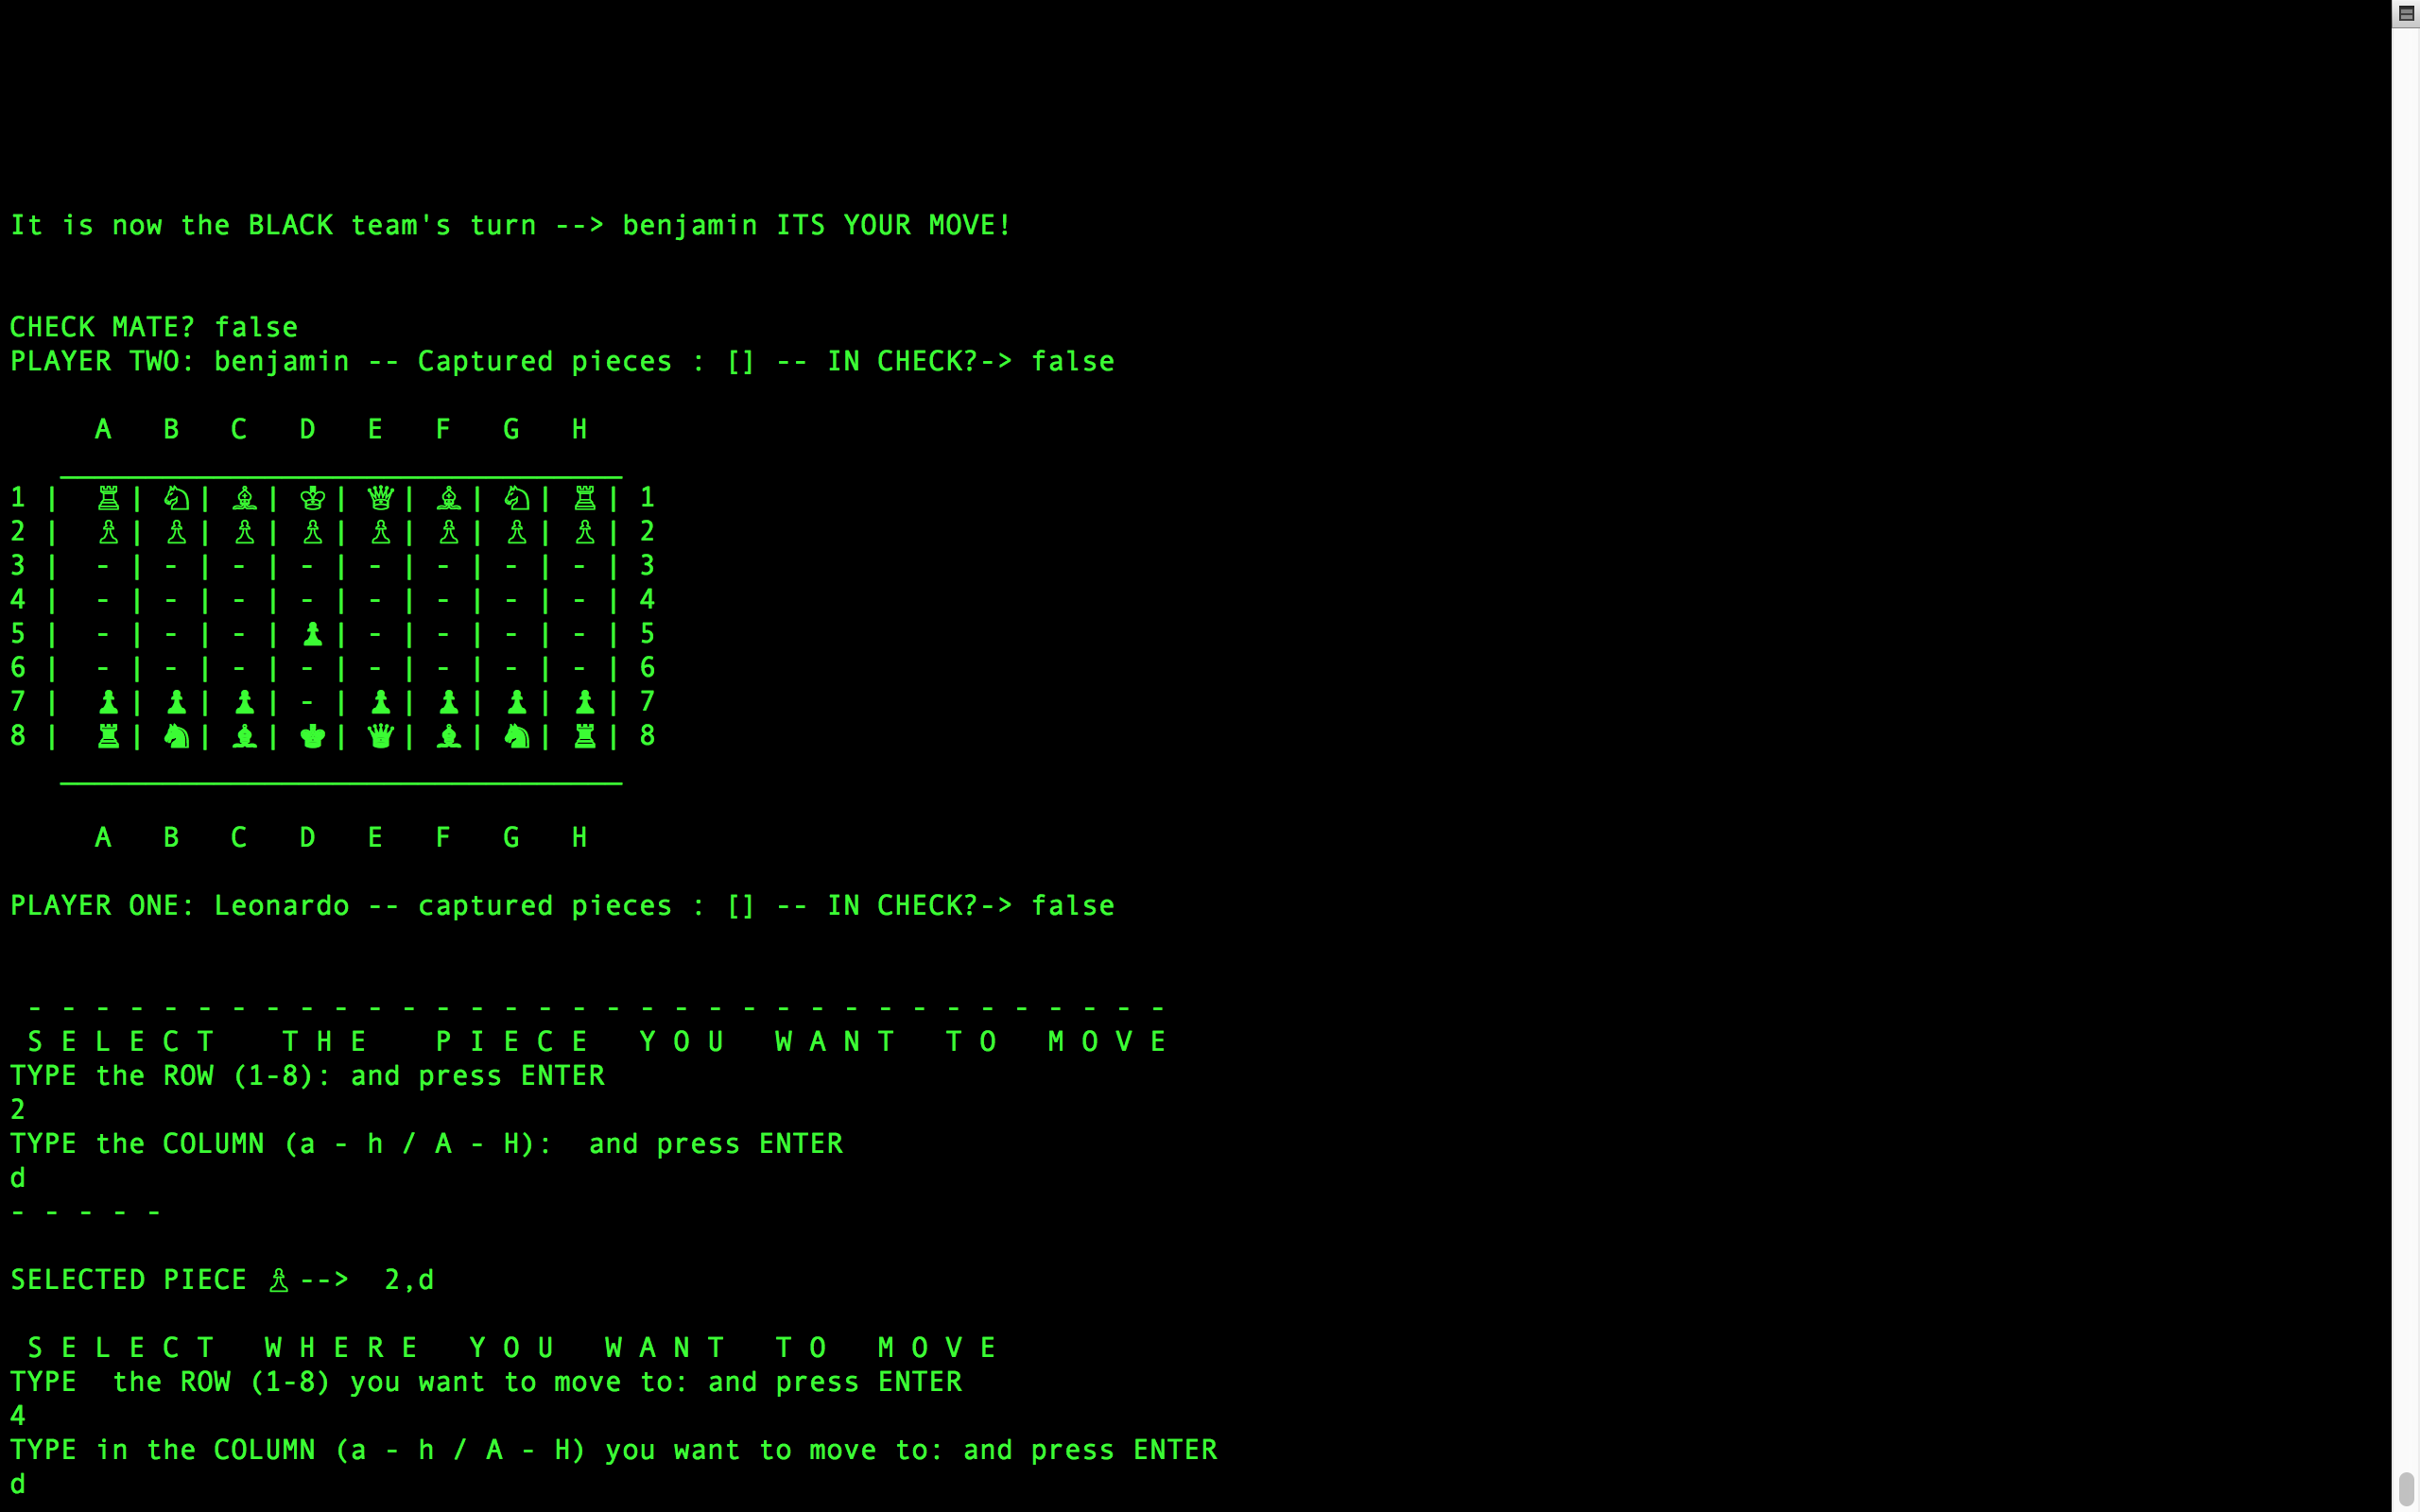 It is now the BLACK team's turn --> benjamin ITS YOUR MOVE!
CHECK MATE? false
PLAYER TWO: benjamin -- Captured pieces : [] -- IN CHECK?-> false
A B C D E F G H
1 | ♖ | ♘ | ♗ | ♔ | ♕ | ♗ | ♘ | ♖ | 1
2 | ♙ | ♙ | ♙ | ♙ | ♙ | ♙ | ♙ | ♙ | 2
3 | - | - | - | - | - | - | - | - | 3
4 | - | - | - | - | - | - | - | - | 4
5 | - | - | - | ♟ | - | - | - | - | 5
6 | - | - | - | - | - | - | - | - | 6
7 | ♟ | ♟ | ♟ | - | ♟ | ♟ | ♟ | ♟ | 7
8 | ♜ | ♞ | ♝ | ♚ | ♛ | ♝ | ♞ | ♜ | 8
A B C D E F G H
PLAYER ONE: Leonardo -- captured pieces : [] -- IN CHECK?-> false
- - - - - - - - - - - - - - - - - - - - - - - - - - - - - - - - - -
S E L E C T   T H E   P I E C E   Y O U   W A N T   T O   M O V E
TYPE the ROW (1-8): and press ENTER
2
TYPE the COLUMN (a - h / A - H):  and press ENTER
d
- - - - -
SELECTED PIECE ♙ -->  2,d
S E L E C T   W H E R E   Y O U   W A N T   T O   M O V E
TYPE  the ROW (1-8) you want to move to: and press ENTER
4
TYPE in the COLUMN (a - h / A - H) you want to move to: and press ENTER
d